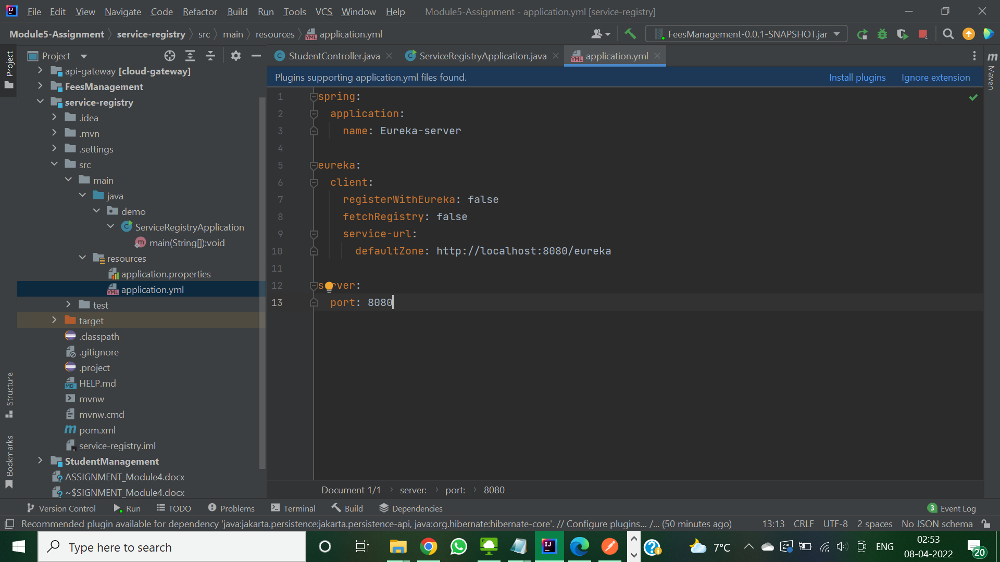 File Edit View Navigate Code Refactor Build Run Tools VCS Window Help Module5-Assignment - application.yml [service-registry]
Module5-Assignment service-registry src main resources application.yml FeesManagement-0.0.1-SNAPSHOT.jar
Project
Project
StudentController.java ServiceRegistryApplication.java application.yml
Maven
Plugins supporting application.yml files found. Install plugins Ignore extension
api-gateway [cloud-gateway]
FeesManagement
service-registry
.idea
.mvn
.settings
src
main
java
demo
ServiceRegistryApplication
main(String[]):void
resources
application.properties
application.yml
test
target
.classpath
.gitignore
.project
HELP.md
mvnw
mvnw.cmd
pom.xml
service-registry.iml
StudentManagement
ASSIGNMENT_Module4.docx
~$SIGNMENT_Module4.docx
Structure
Bookmarks
1 spring:
2 application:
3 name: Eureka-server
4
5 eureka:
6 client:
7 registerWithEureka: false
8 fetchRegistry: false
9 service-url:
10 defaultZone: http://localhost:8080/eureka
11
12 server:
13 port: 8080
Document 1/1 server: port: 8080
Version Control Run TODO Problems Terminal Build Dependencies 3 Event Log
Recommended plugin available for dependency 'java:jakarta.persistence:jakarta.persistence-api, java:org.hibernate:hibernate-core'. // Configure plugins... /... (50 minutes ago) 13:13 CRLF UTF-8 2 spaces No JSON schema
Type here to search 7°C ENG 02:53
08-04-2022 20